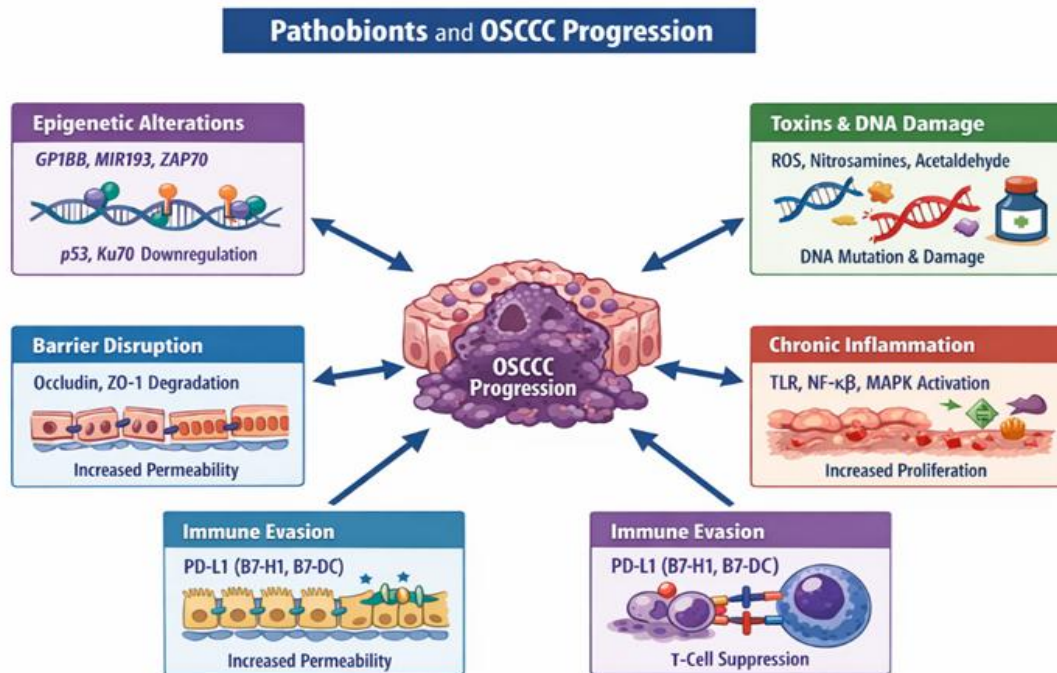 Pathobionts and OSCCC Progression
Epigenetic Alterations
GP1BB, MIR193, ZAP70
p53, Ku70 Downregulation
Toxins & DNA Damage
ROS, Nitrosamines, Acetaldehyde
DNA Mutation & Damage
OSCCC
Progression
Barrier Disruption
Occludin, ZO-1 Degradation
Increased Permeability
Chronic Inflammation
TLR, NF-κβ, MAPK Activation
Increased Proliferation
Immune Evasion
PD-L1 (B7-H1, B7-DC)
Increased Permeability
Immune Evasion
PD-L1 (B7-H1, B7-DC)
T-Cell Suppression